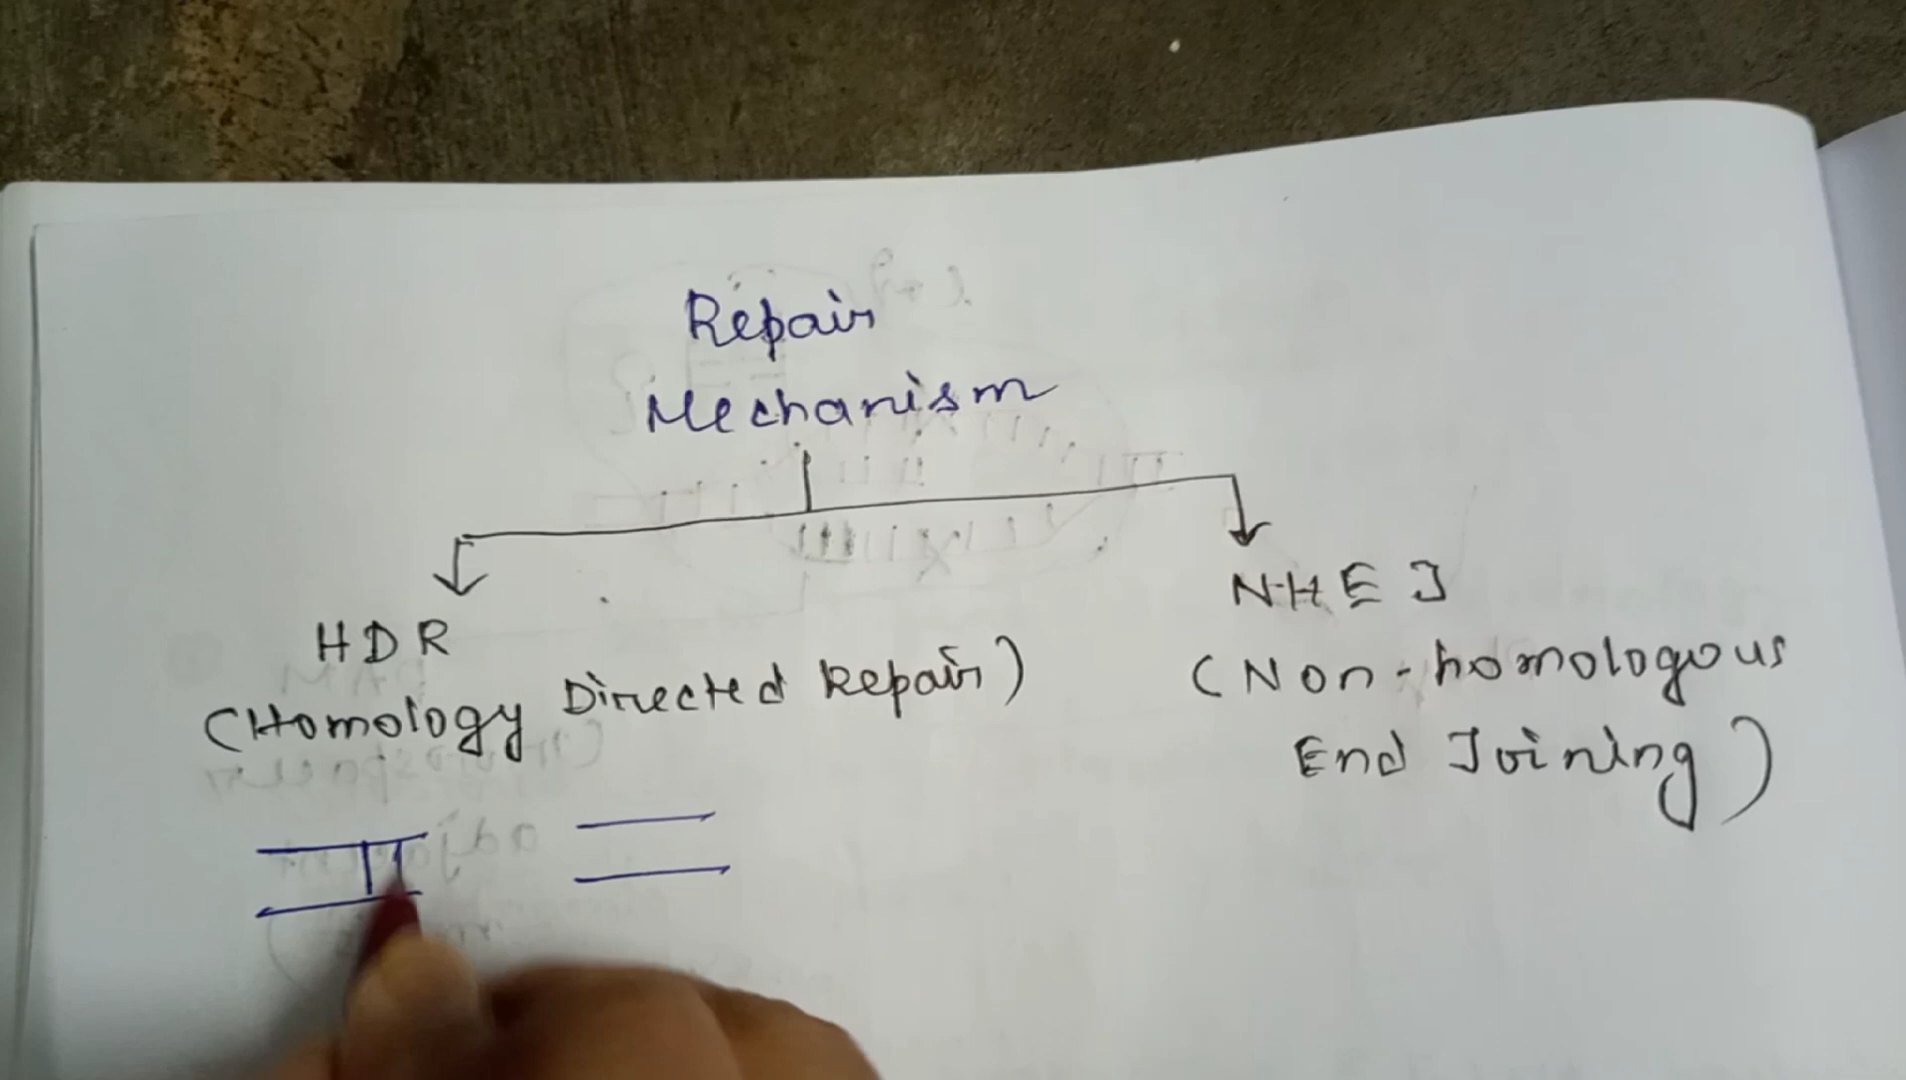 Repair
Mechanism
HDR
(Homology Directed Repair)
NHEJ
(Non-homologous
End Joining)